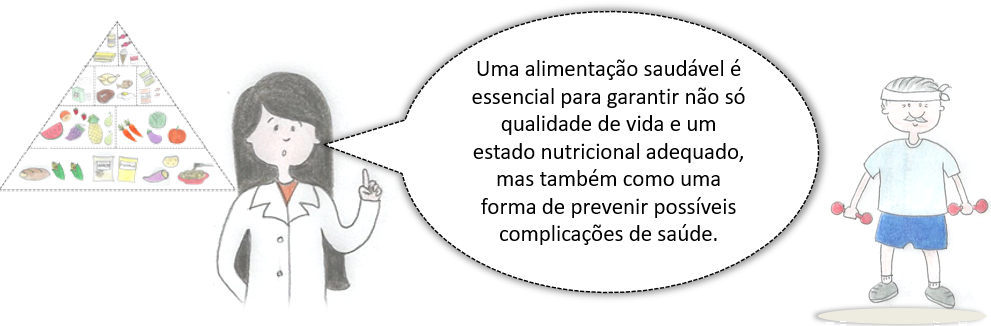 Uma alimentação saudável é
essencial para garantir não só
qualidade de vida e um
estado nutricional adequado,
mas também como uma
forma de prevenir possíveis
complicações de saúde.